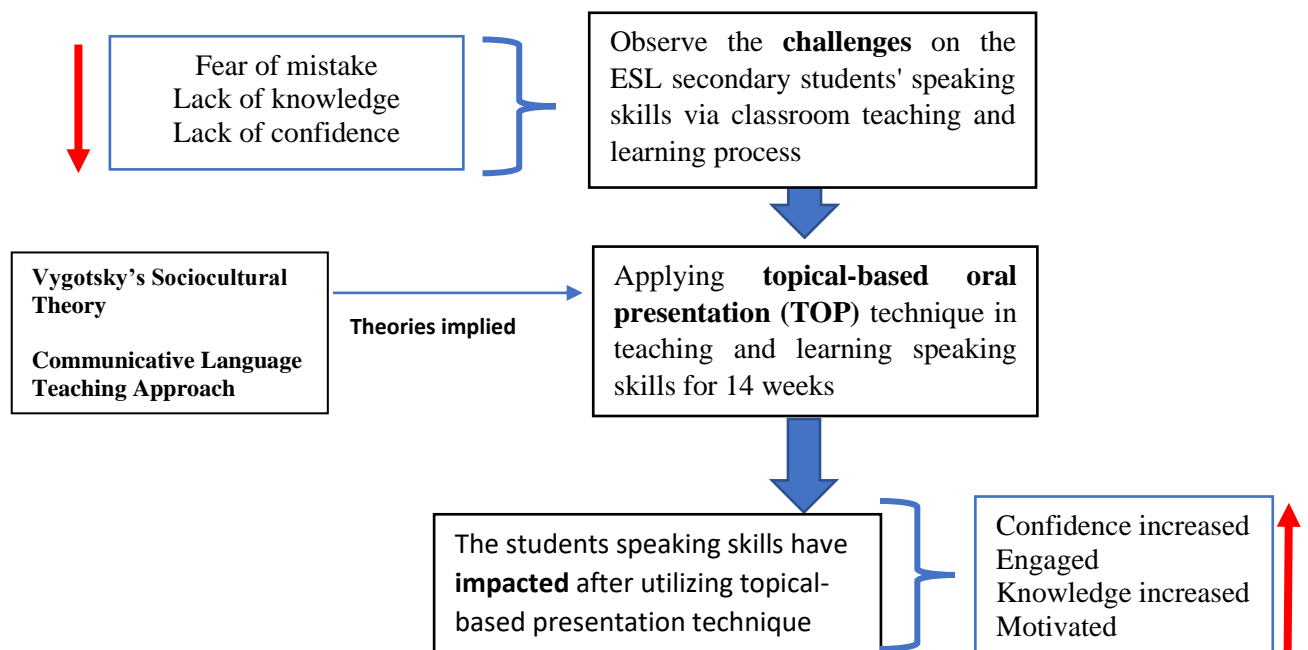 Fear of mistake
Lack of knowledge
Lack of confidence
Observe the challenges on the
ESL secondary students' speaking
skills via classroom teaching and
learning process
Vygotsky’s Sociocultural
Theory
Communicative Language
Teaching Approach
Theories implied
Applying topical-based oral
presentation (TOP) technique in
teaching and learning speaking
skills for 14 weeks
The students speaking skills have
impacted after utilizing topical-
based presentation technique
Confidence increased
Engaged
Knowledge increased
Motivated